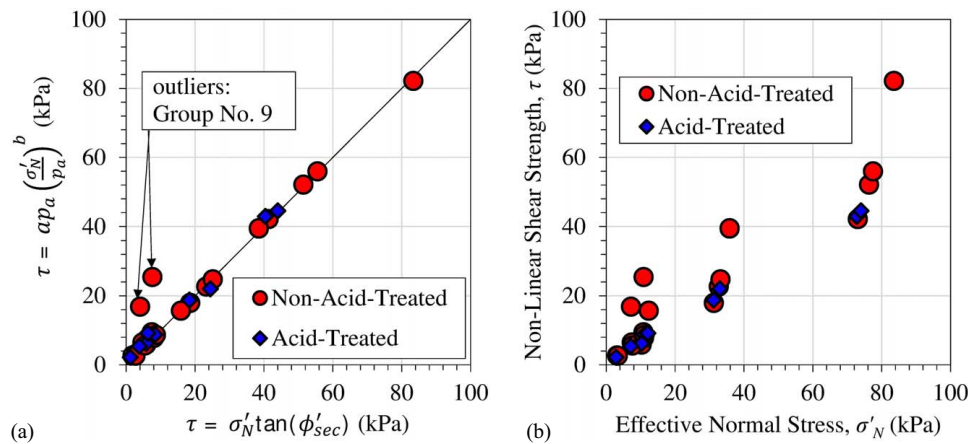 100
80
60
40
20
0
τ = ap_a (σ'_N / p_a)^b (kPa)
outliers:
Group No. 9
Non-Acid-Treated
Acid-Treated
0 20 40 60 80 100
τ = σ'_N tan(ϕ'_sec) (kPa)
(a)
100
80
60
40
20
0
Non-Linear Shear Strength, τ (kPa)
Non-Acid-Treated
Acid-Treated
0 20 40 60 80 100
Effective Normal Stress, σ'_N (kPa)
(b)